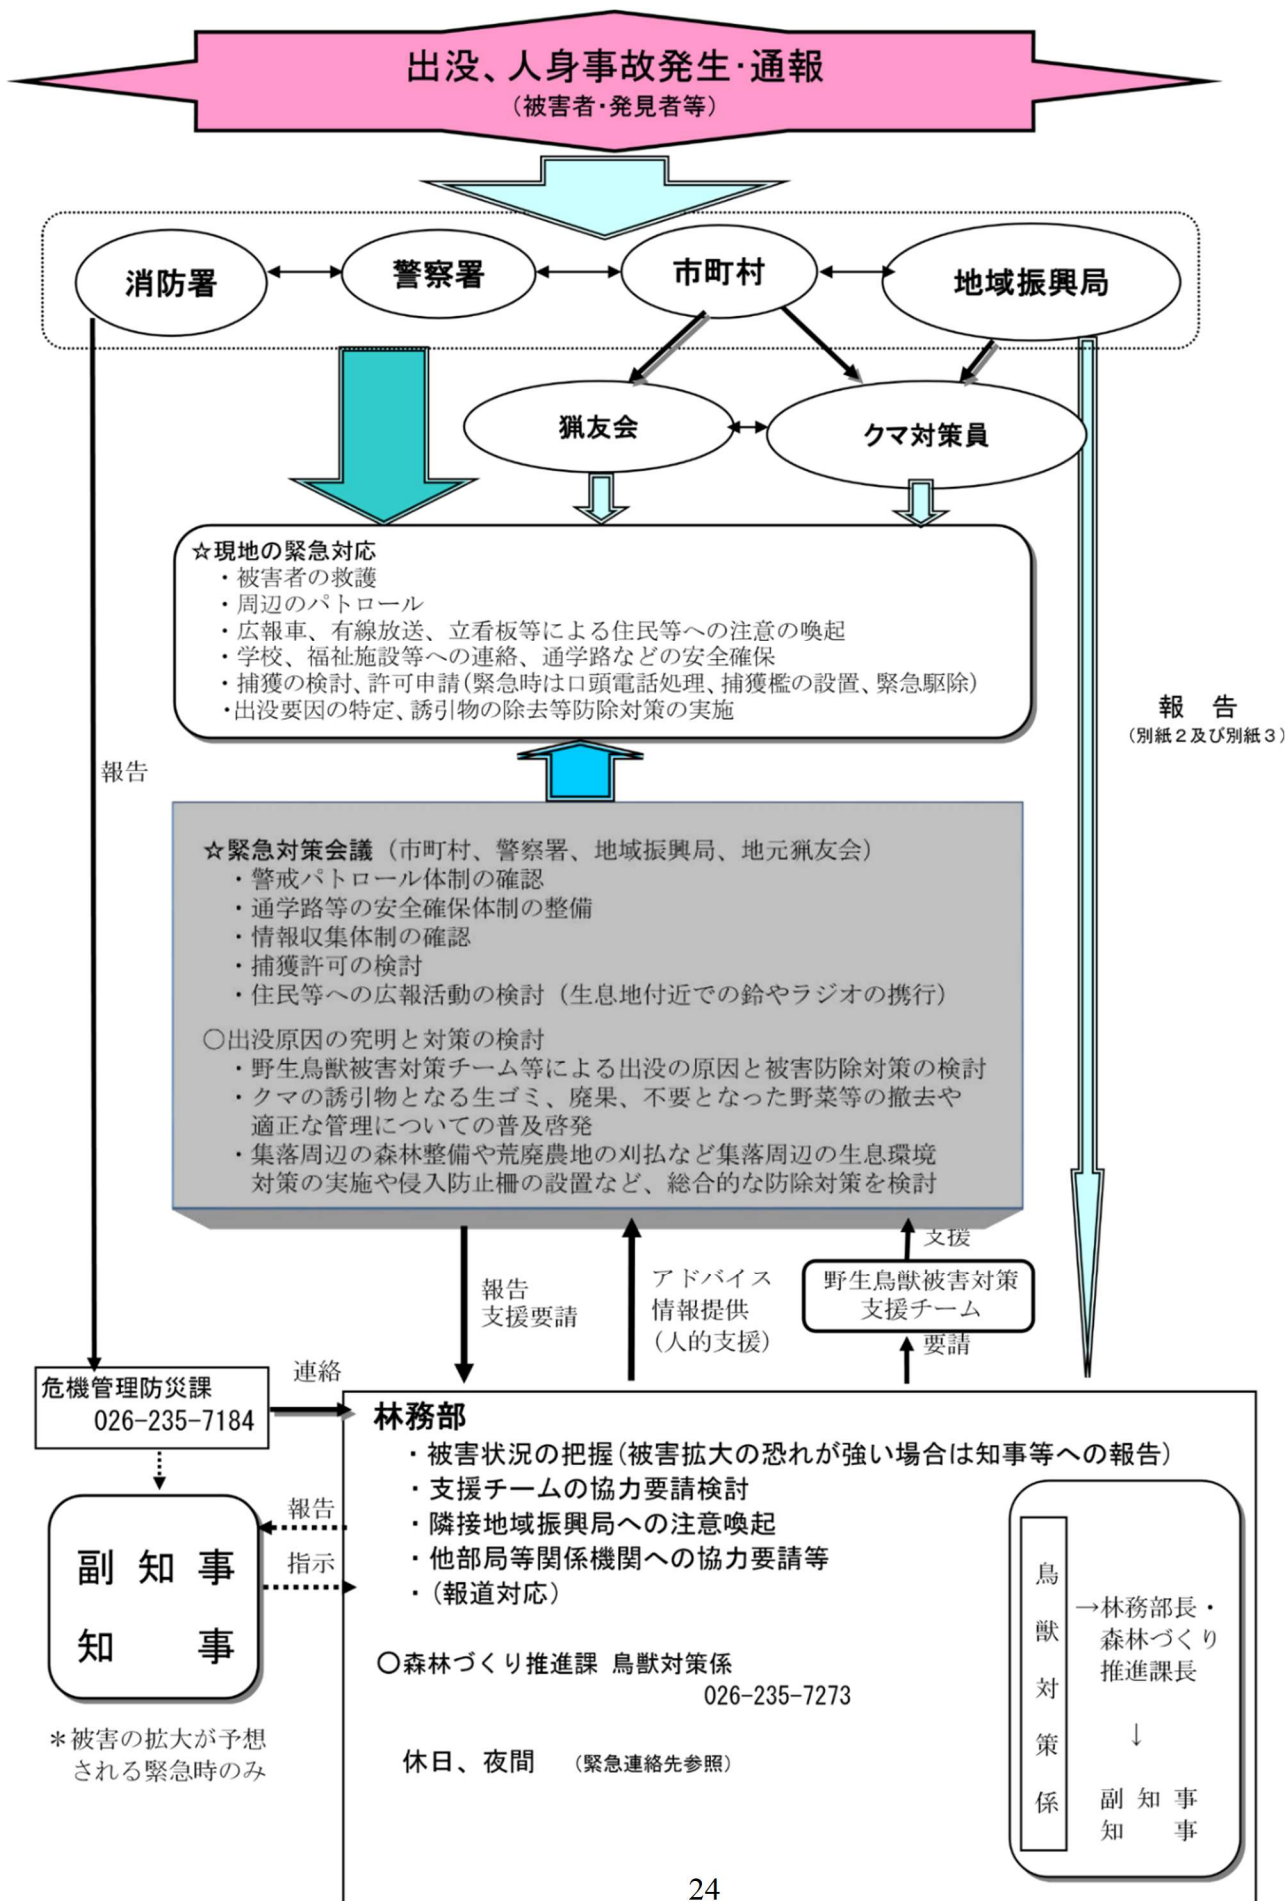 出没、人身事故発生・通報
(被害者・発見者等)
消防署
警察署
市町村
地域振興局
猟友会
クマ対策員
☆現地の緊急対応
・被害者の救護
・周辺のパトロール
・広報車、有線放送、立看板等による住民等への注意の喚起
・学校、福祉施設等への連絡、通学路などの安全確保
・捕獲の検討、許可申請(緊急時は口頭電話処理、捕獲檻の設置、緊急駆除)
・出没要因の特定、誘引物の除去等防除対策の実施
報　告
(別紙2及び別紙3)
報告
☆緊急対策会議（市町村、警察署、地域振興局、地元猟友会）
・警戒パトロール体制の確認
・通学路等の安全確保体制の整備
・情報収集体制の確認
・捕獲許可の検討
・住民等への広報活動の検討（生息地付近での鈴やラジオの携行）
○出没原因の究明と対策の検討
・野生鳥獣被害対策チーム等による出没の原因と被害防除対策の検討
・クマの誘引物となる生ゴミ、廃果、不要となった野菜等の撤去や
適正な管理についての普及啓発
・集落周辺の森林整備や荒廃農地の刈払など集落周辺の生息環境
対策の実施や侵入防止柵の設置など、総合的な防除対策を検討
報告
支援要請
アドバイス
情報提供
(人的支援)
支援
野生鳥獣被害対策
支援チーム
要請
危機管理防災課
026-235-7184
連絡
副　知　事
知　　　事
報告
指示
＊被害の拡大が予想
される緊急時のみ
林務部
・被害状況の把握(被害拡大の恐れが強い場合は知事等への報告)
・支援チームの協力要請検討
・隣接地域振興局への注意喚起
・他部局等関係機関への協力要請等
・(報道対応)
○森林づくり推進課 鳥獣対策係
026-235-7273
休日、夜間　(緊急連絡先参照)
鳥獣対策係
→林務部長・
森林づくり
推進課長
↓
副　知　事
知　　　事
24